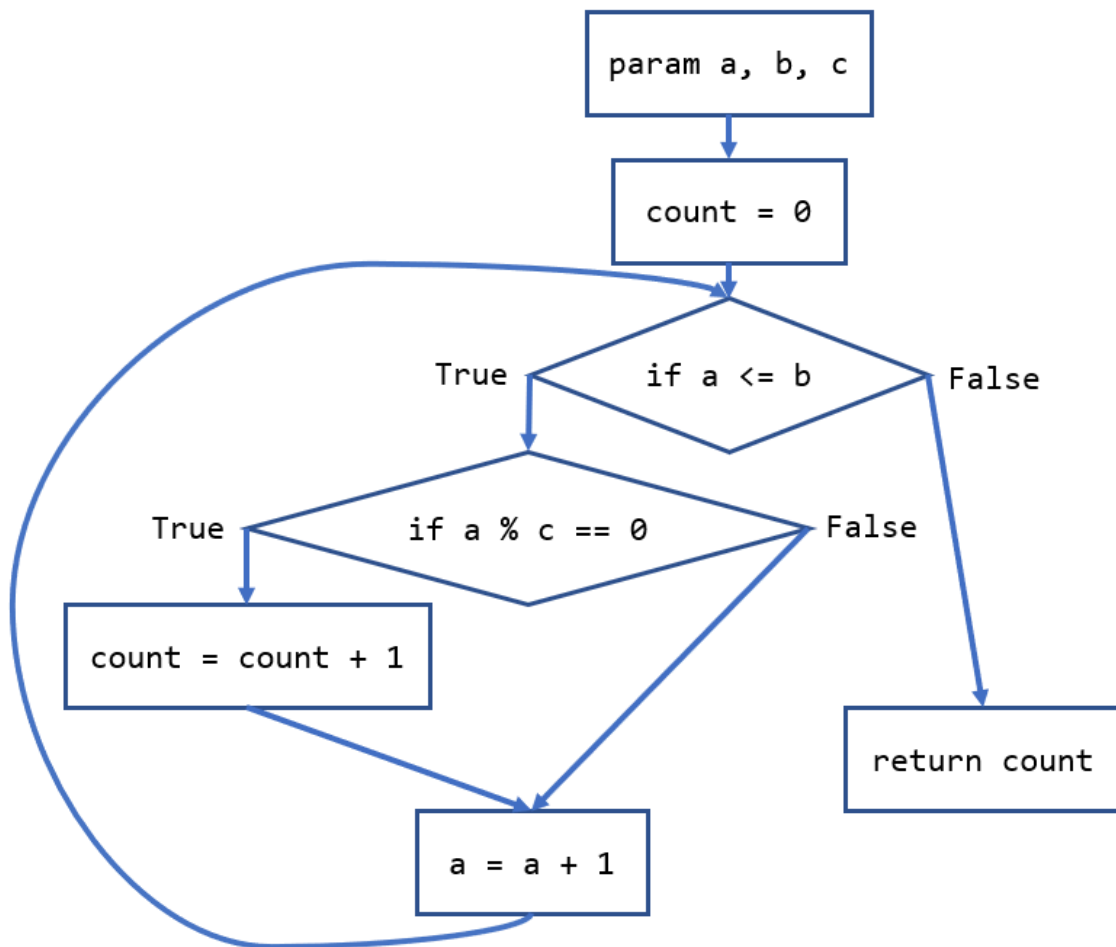 param a, b, c
count = 0
if a <= b
True
False
if a % c == 0
True
False
count = count + 1
return count
a = a + 1